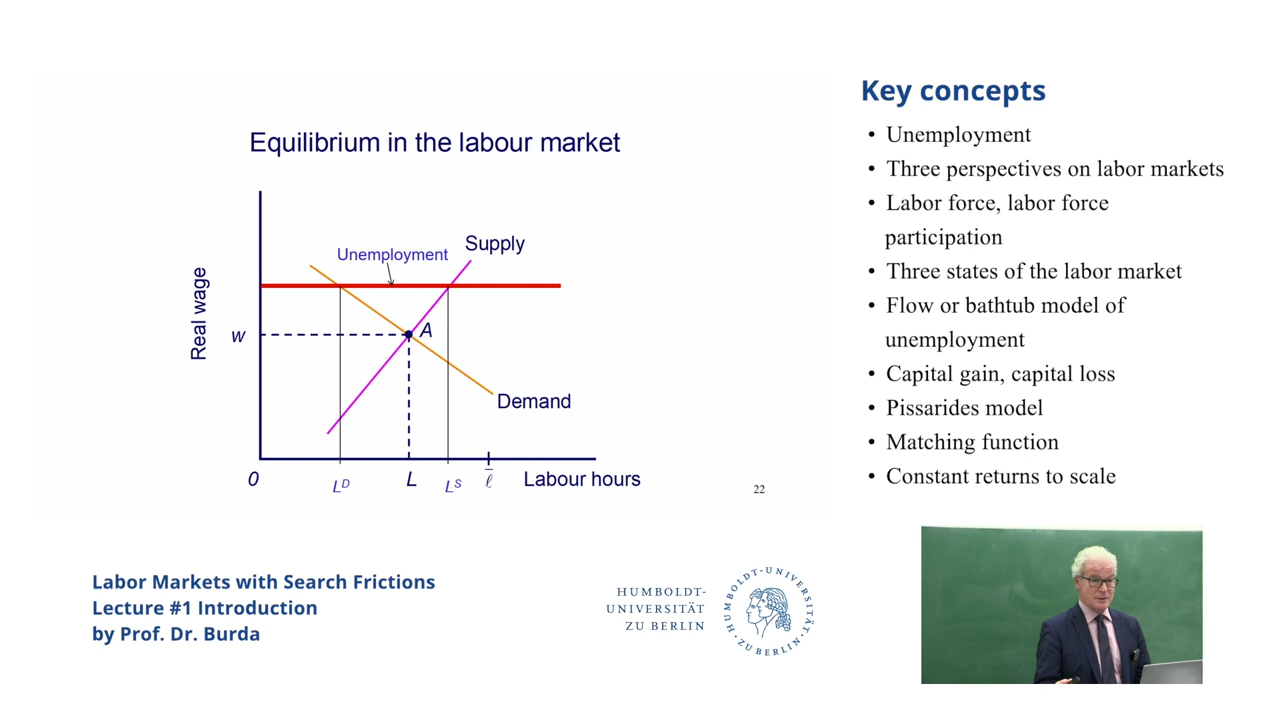 Equilibrium in the labour market
Real wage
Unemployment
Supply
w
A
Demand
0
Lᴰ
L
Lˢ
ℓ̅
Labour hours
22
Key concepts
• Unemployment
• Three perspectives on labor markets
• Labor force, labor force
participation
• Three states of the labor market
• Flow or bathtub model of
unemployment
• Capital gain, capital loss
• Pissarides model
• Matching function
• Constant returns to scale
Labor Markets with Search Frictions
Lecture #1 Introduction
by Prof. Dr. Burda
HUMBOLDT-
UNIVERSITÄT
ZU BERLIN
HUMBOLDT-UNIVERSITÄT
· ZU BERLIN ·